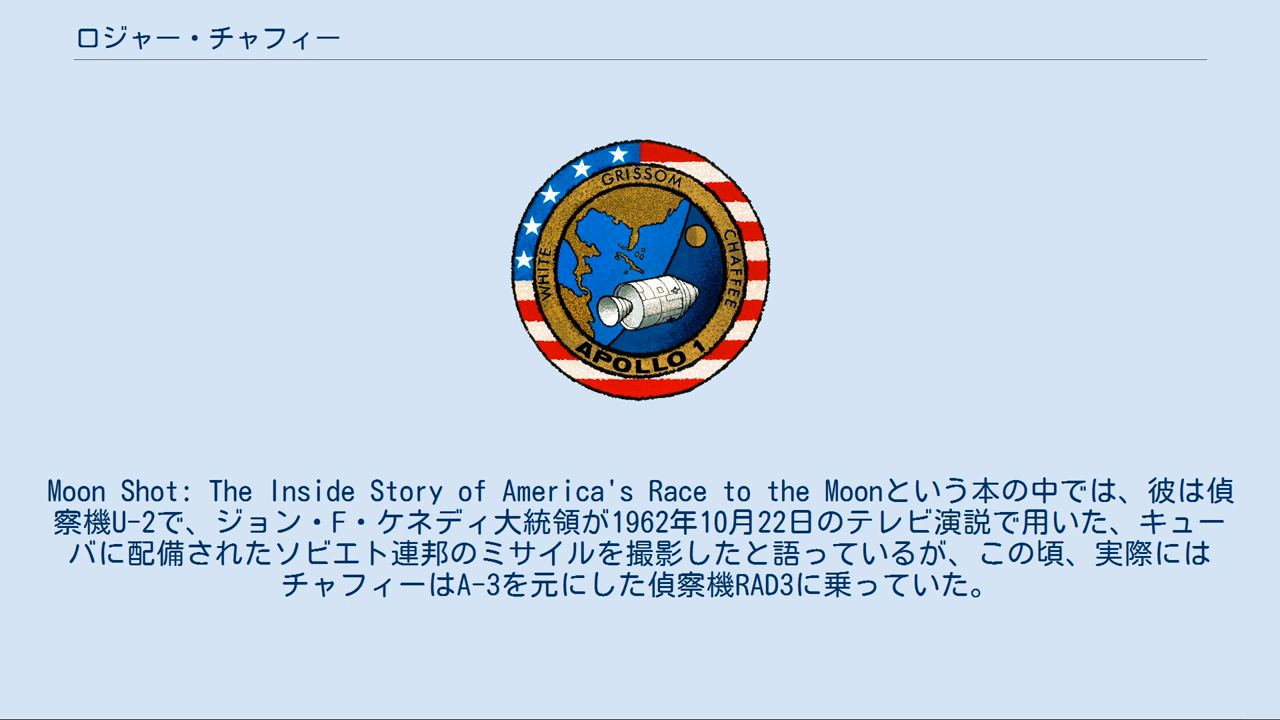 ロジャー・チャフィー
GRISSOM
WHITE
CHAFFEE
APOLLO 1
Moon Shot: The Inside Story of America's Race to the Moonという本の中では、彼は偵
察機U-2で、ジョン・F・ケネディ大統領が1962年10月22日のテレビ演説で用いた、キュー
バに配備されたソビエト連邦のミサイルを撮影したと語っているが、この頃、実際には
チャフィーはA-3を元にした偵察機RAD3に乗っていた。